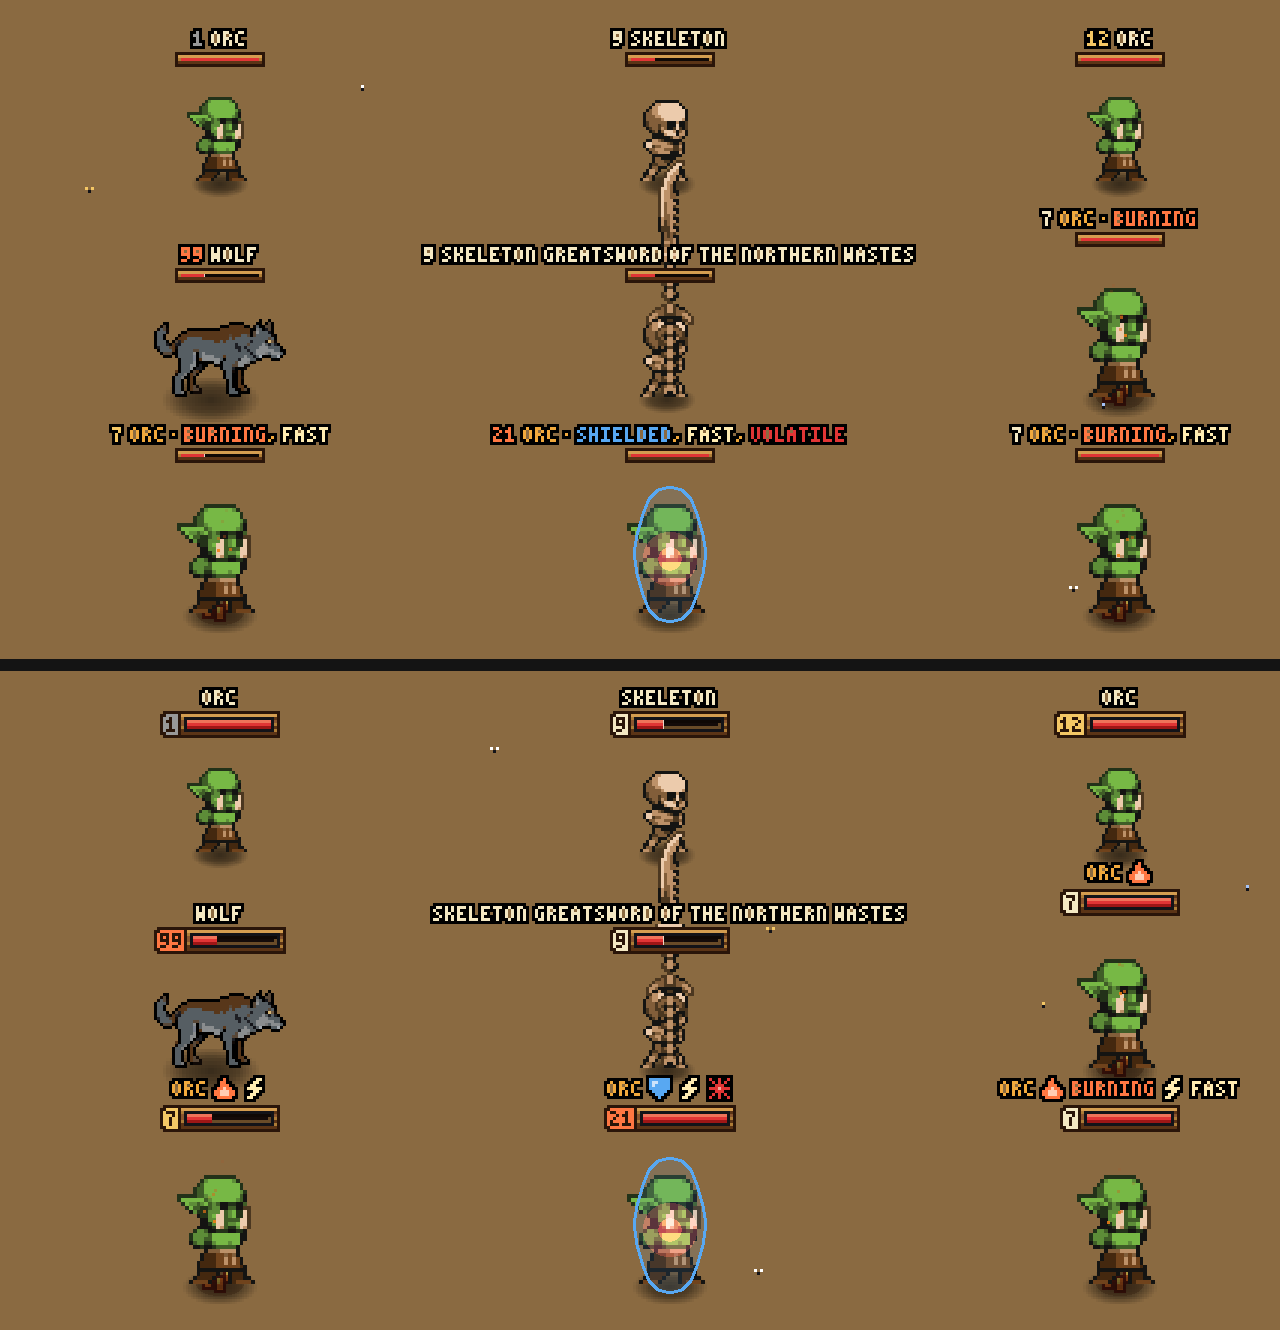 1 ORC
9 SKELETON
12 ORC
7 ORC · BURNING
99 WOLF
9 SKELETON GREATSWORD OF THE NORTHERN WASTES
7 ORC · BURNING, FAST
21 ORC · SHIELDED, FAST, VOLATILE
7 ORC · BURNING, FAST
ORC
1
SKELETON
9
ORC
12
ORC
7
WOLF
99
SKELETON GREATSWORD OF THE NORTHERN WASTES
9
ORC
7
ORC
21
ORC BURNING FAST
7